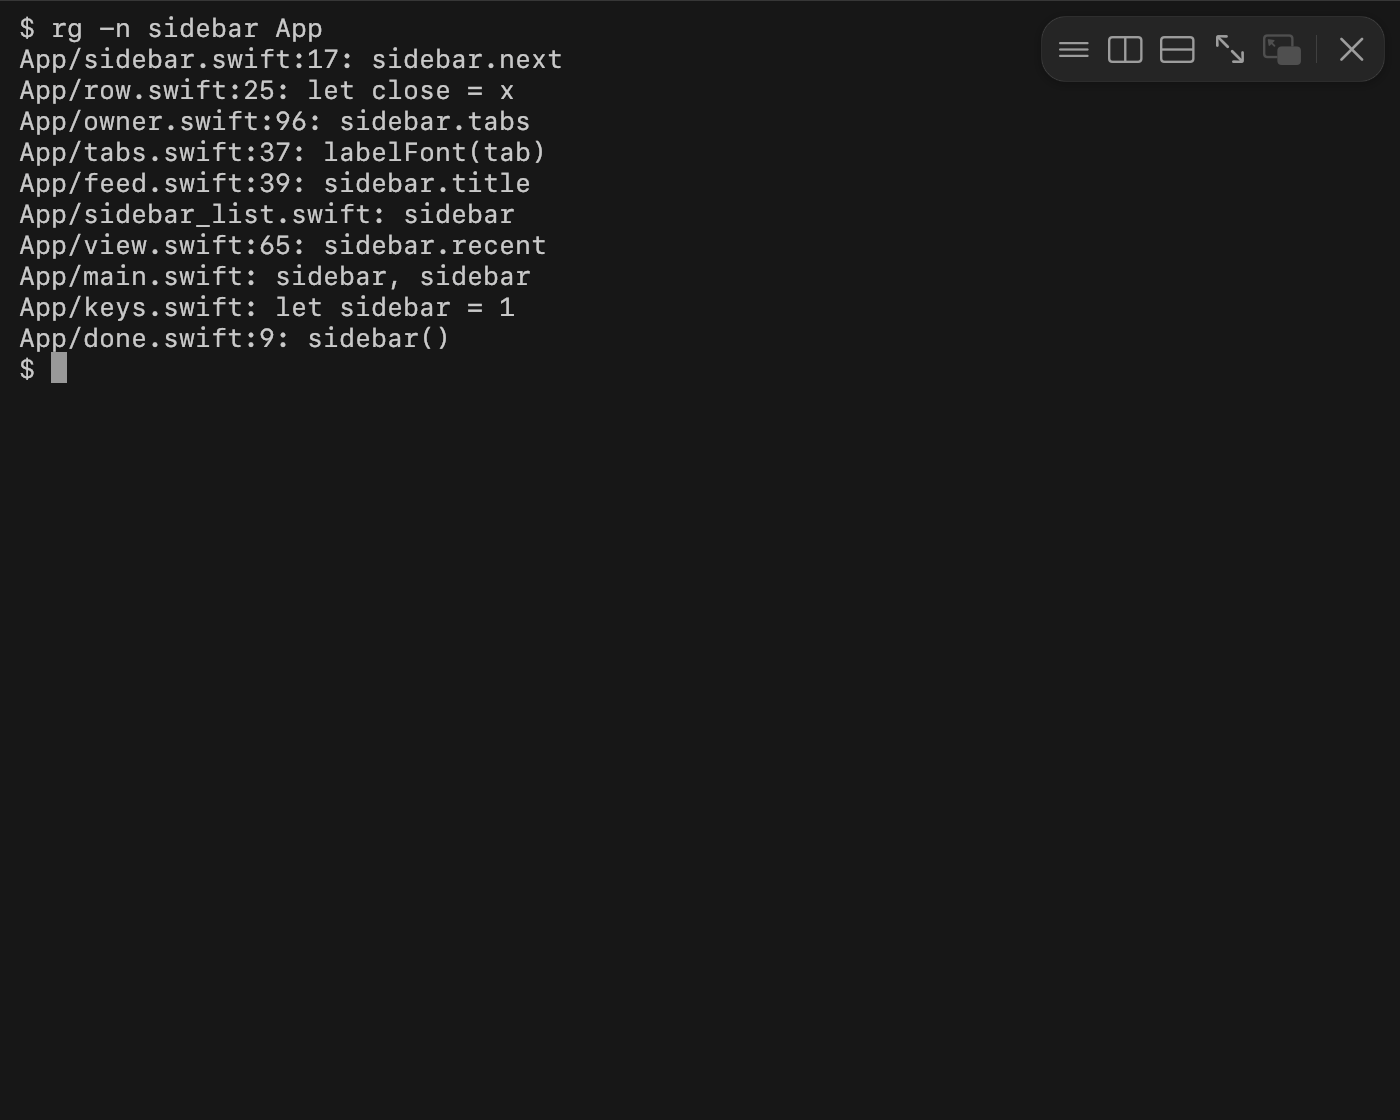 $ rg -n sidebar App
App/sidebar.swift:17: sidebar.next
App/row.swift:25: let close = x
App/owner.swift:96: sidebar.tabs
App/tabs.swift:37: labelFont(tab)
App/feed.swift:39: sidebar.title
App/sidebar_list.swift: sidebar
App/view.swift:65: sidebar.recent
App/main.swift: sidebar, sidebar
App/keys.swift: let sidebar = 1
App/done.swift:9: sidebar()
$